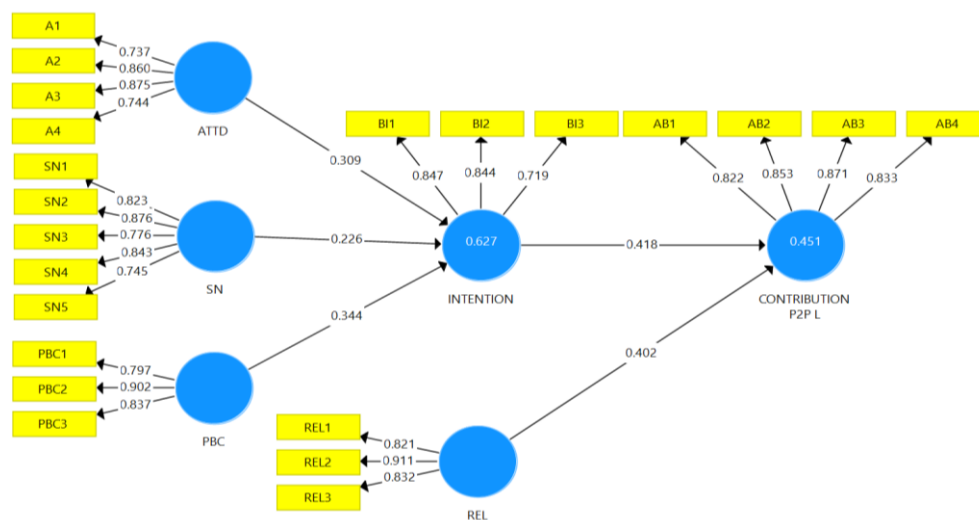 A1
A2
A3
A4
0.737
0.860
0.875
0.744
ATTD
SN1
SN2
SN3
SN4
SN5
0.823
0.876
0.776
0.843
0.745
SN
PBC1
PBC2
PBC3
0.797
0.902
0.837
PBC
0.309
0.226
0.344
BI1
BI2
BI3
0.847
0.844
0.719
0.627
INTENTION
0.418
AB1
AB2
AB3
AB4
0.822
0.853
0.871
0.833
0.451
CONTRIBUTION
P2P L
0.402
REL1
REL2
REL3
0.821
0.911
0.832
REL